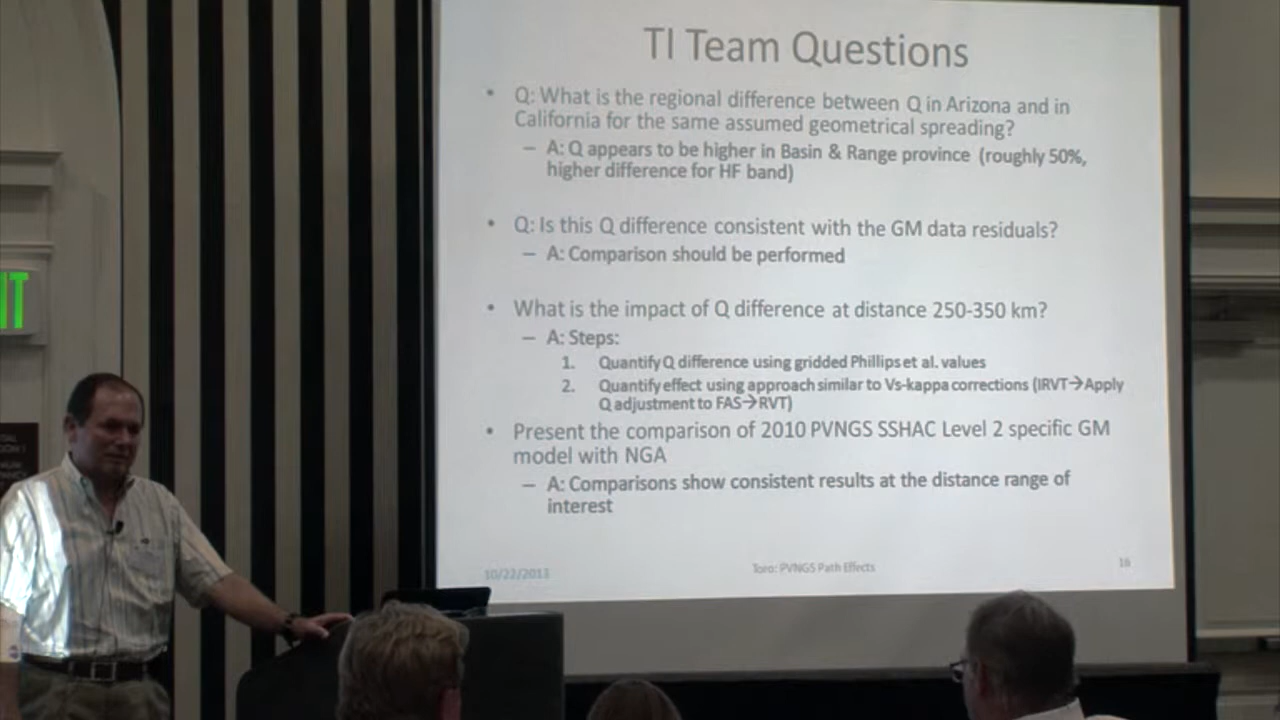 TI Team Questions
• Q: What is the regional difference between Q in Arizona and in
California for the same assumed geometrical spreading?
– A: Q appears to be higher in Basin & Range province (roughly 50%,
higher difference for HF band)
• Q: Is this Q difference consistent with the GM data residuals?
– A: Comparison should be performed
• What is the impact of Q difference at distance 250-350 km?
– A: Steps:
1. Quantify Q difference using gridded Phillips et al. values
2. Quantify effect using approach similar to Vs-kappa corrections (IRVT→Apply
Q adjustment to FAS→RVT)
• Present the comparison of 2010 PVNGS SSHAC Level 2 specific GM
model with NGA
– A: Comparisons show consistent results at the distance range of
interest
10/22/2013
Toro: PVNGS Path Effects
16
IT